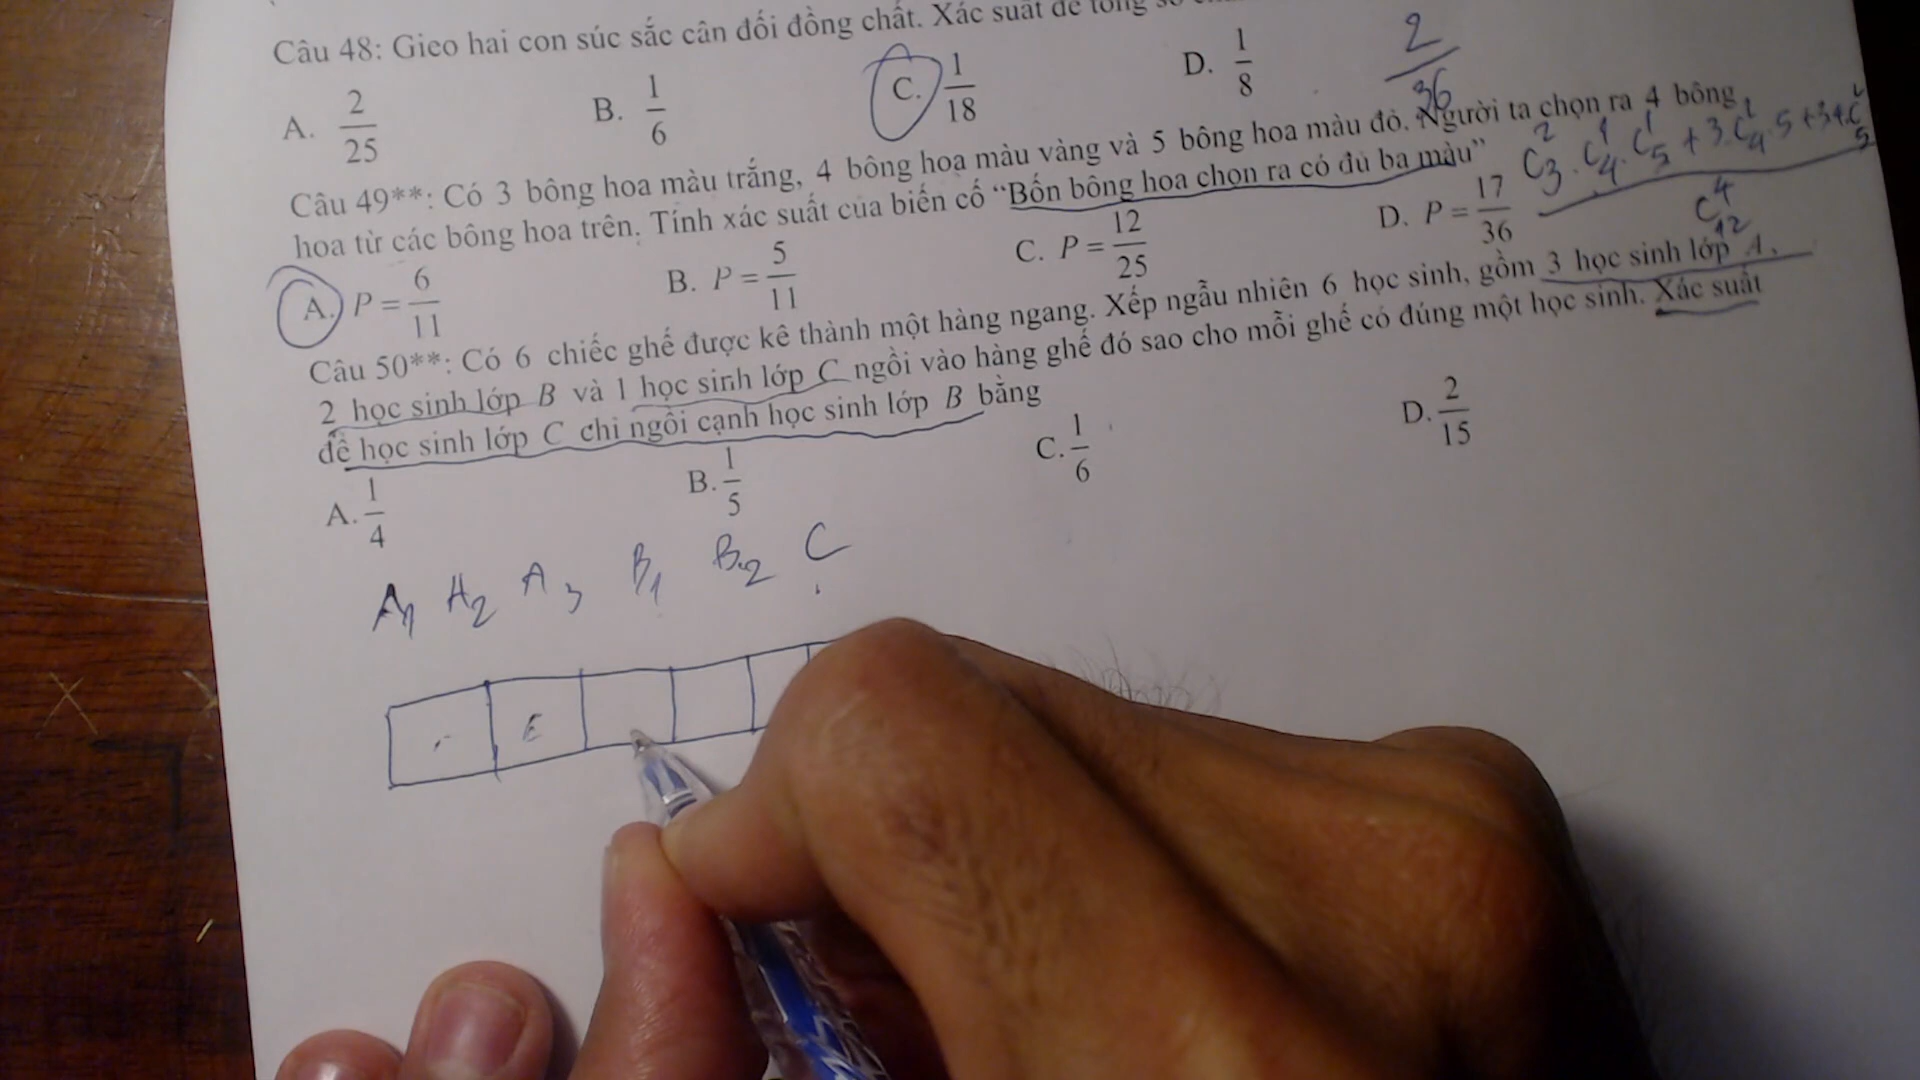 Câu 48: Gieo hai con súc sắc cân đối đồng chất. Xác suất để tổng số
A. 2/25 B. 1/6 C. 1/18 D. 1/8
2/36
Câu 49**: Có 3 bông hoa màu trắng, 4 bông hoa màu vàng và 5 bông hoa màu đỏ. Người ta chọn ra 4 bông
hoa từ các bông hoa trên. Tính xác suất của biến cố “Bốn bông hoa chọn ra có đủ ba màu”
A. P = 6/11 B. P = 5/11 C. P = 12/25 D. P = 17/36
Câu 50**: Có 6 chiếc ghế được kê thành một hàng ngang. Xếp ngẫu nhiên 6 học sinh, gồm 3 học sinh lớp A,
2 học sinh lớp B và 1 học sinh lớp C ngồi vào hàng ghế đó sao cho mỗi ghế có đúng một học sinh. Xác suất
để học sinh lớp C chỉ ngồi cạnh học sinh lớp B bằng
A. 1/4 B. 1/5 C. 1/6 D. 2/15
A1 A2 A3 B1 B2 C